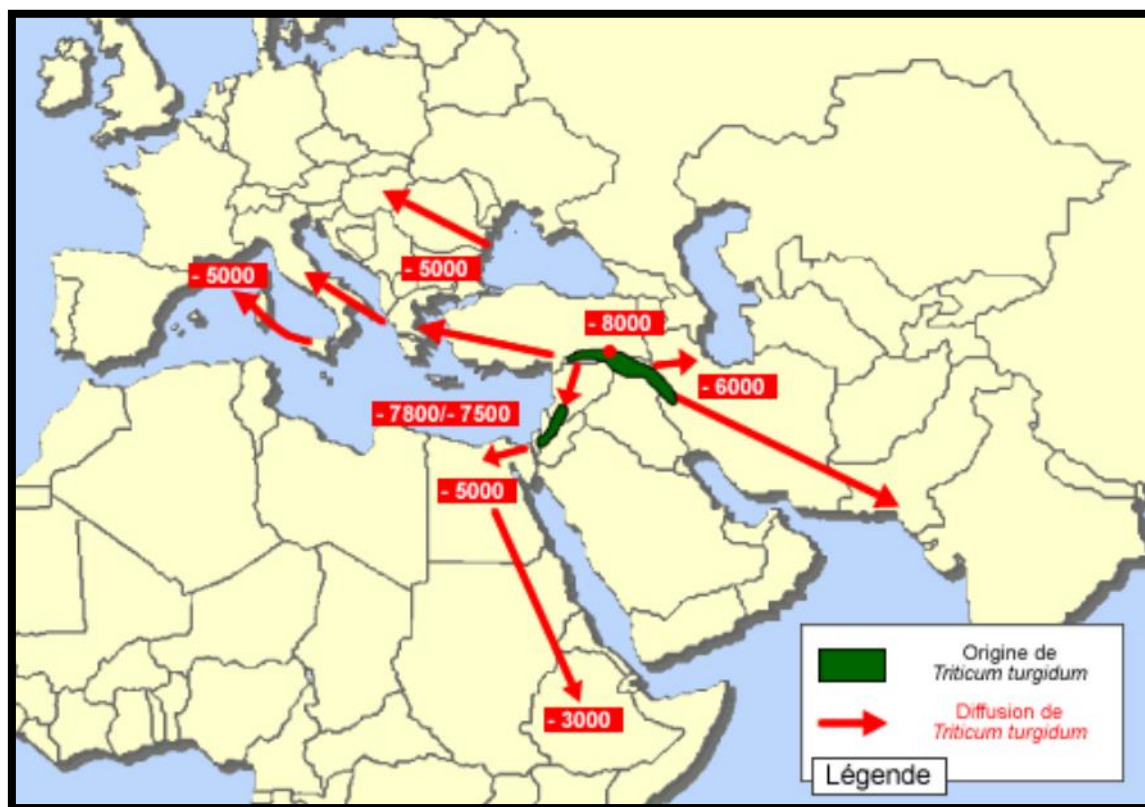 - 5000
- 5000
- 8000
- 6000
- 7800/- 7500
- 5000
- 3000
Origine de
Triticum turgidum
Diffusion de
Triticum turgidum
Légende